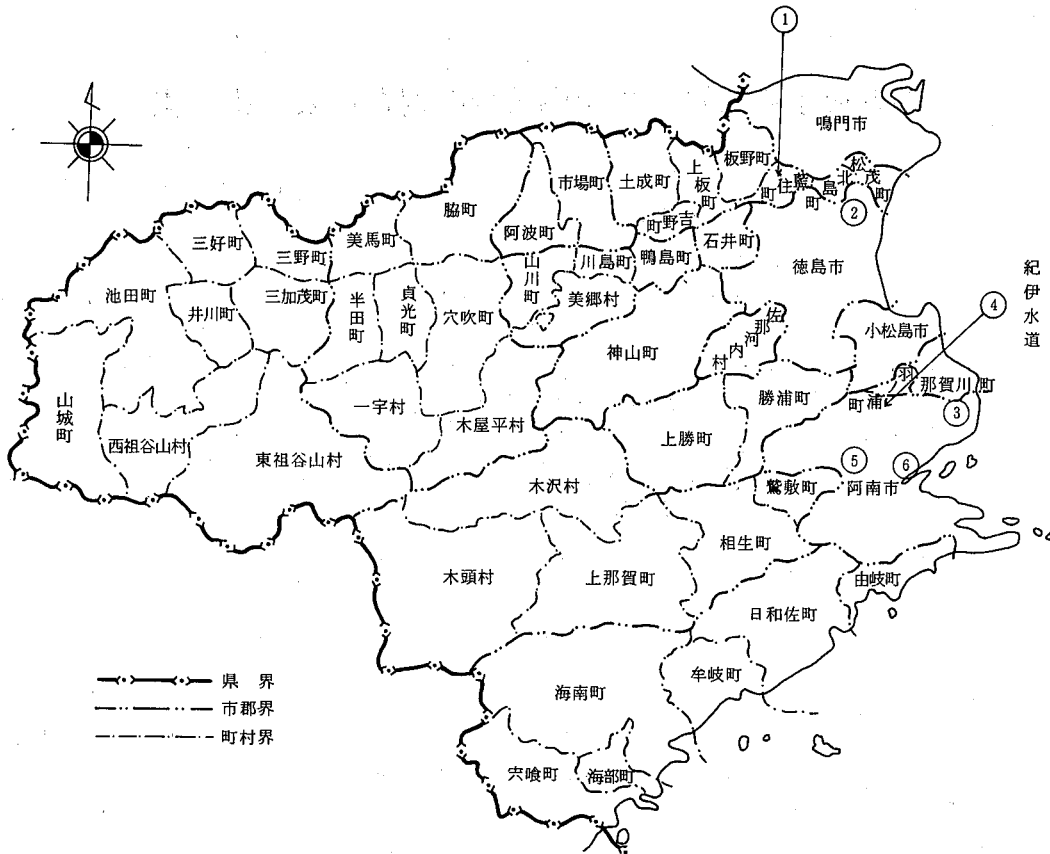 ①
鳴門市
板野町
松茂町
北島町
藍住町
②
上板町
土成町
市場町
吉野町
脇町
阿波町
石井町
徳島市
三好町
三野町
美馬町
川島町
鴨島町
山川町
美郷村
池田町
井川町
三加茂町
半田町
貞光町
穴吹町
神山町
佐那河内村
小松島市
④
紀伊水道
羽浦町
那賀川町
③
勝浦町
山城町
西祖谷山村
東祖谷山村
一宇村
木屋平村
上勝町
⑤
⑥
鷲敷町
阿南市
木沢村
相生町
木頭村
上那賀町
由岐町
日和佐町
牟岐町
海南町
宍喰町
海部町
県界
市郡界
町村界